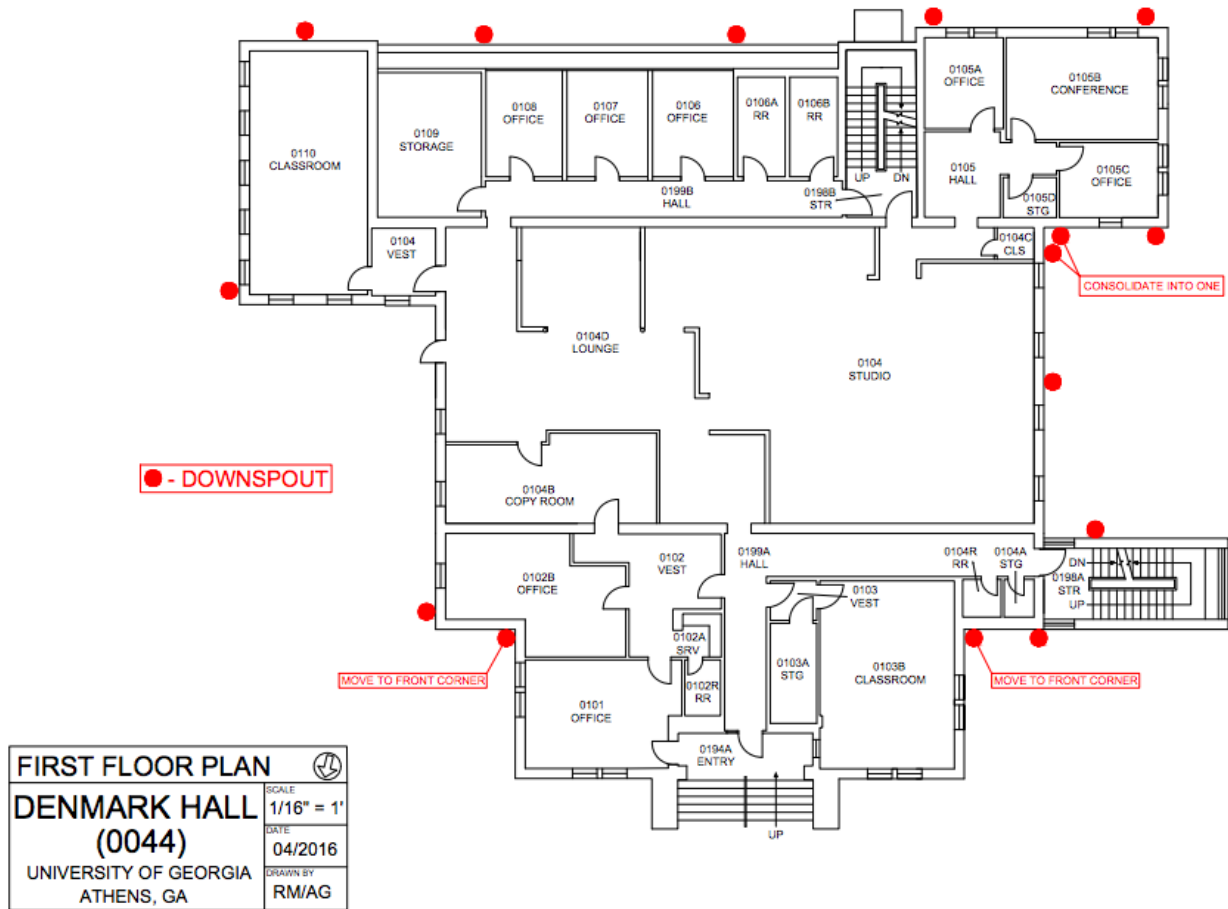 0105A
OFFICE
0105B
CONFERENCE
0108
OFFICE
0107
OFFICE
0106
OFFICE
0106A
RR
0106B
RR
0109
STORAGE
0110
CLASSROOM
UP
DN
0105
HALL
0105C
OFFICE
0105D
STG
0199B
HALL
0198B
STR
0104
VEST
0104C
CLS
CONSOLIDATE INTO ONE
0104D
LOUNGE
0104
STUDIO
- DOWNSPOUT
0104B
COPY ROOM
0102
VEST
0199A
HALL
0104R
RR
0104A
STG
DN
0198A
STR
UP
0102B
OFFICE
0103
VEST
0102A
SRV
0103A
STG
0103B
CLASSROOM
MOVE TO FRONT CORNER
MOVE TO FRONT CORNER
0102R
RR
0101
OFFICE
0194A
ENTRY
UP
FIRST FLOOR PLAN
DENMARK HALL
(0044)
UNIVERSITY OF GEORGIA
ATHENS, GA
SCALE
1/16" = 1'
DATE
04/2016
DRAWN BY
RM/AG